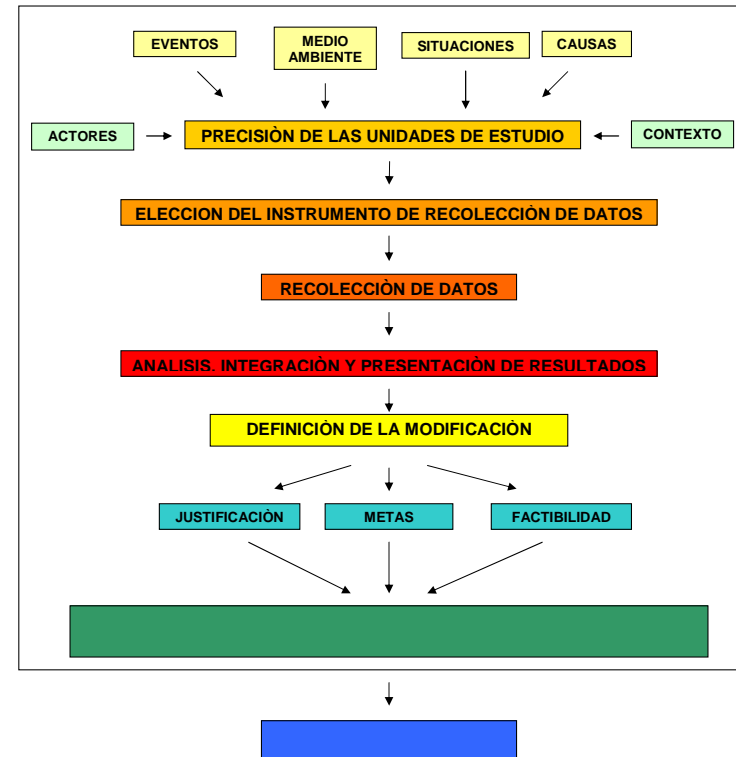 EVENTOS
MEDIO
AMBIENTE
SITUACIONES
CAUSAS
ACTORES
PRECISIÒN DE LAS UNIDADES DE ESTUDIO
CONTEXTO
ELECCION DEL INSTRUMENTO DE RECOLECCIÒN DE DATOS
RECOLECCIÒN DE DATOS
ANALISIS. INTEGRACIÒN Y PRESENTACIÒN DE RESULTADOS
DEFINICIÒN DE LA MODIFICACIÒN
JUSTIFICACIÒN
METAS
FACTIBILIDAD